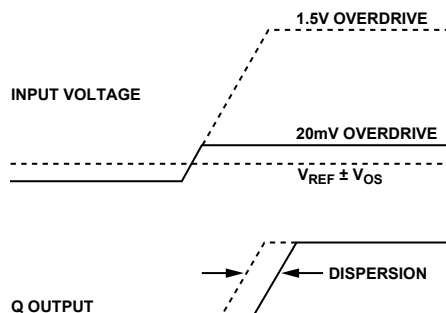 1.5V OVERDRIVE
INPUT VOLTAGE
20mV OVERDRIVE
VREF ± VOS
DISPERSION
Q OUTPUT